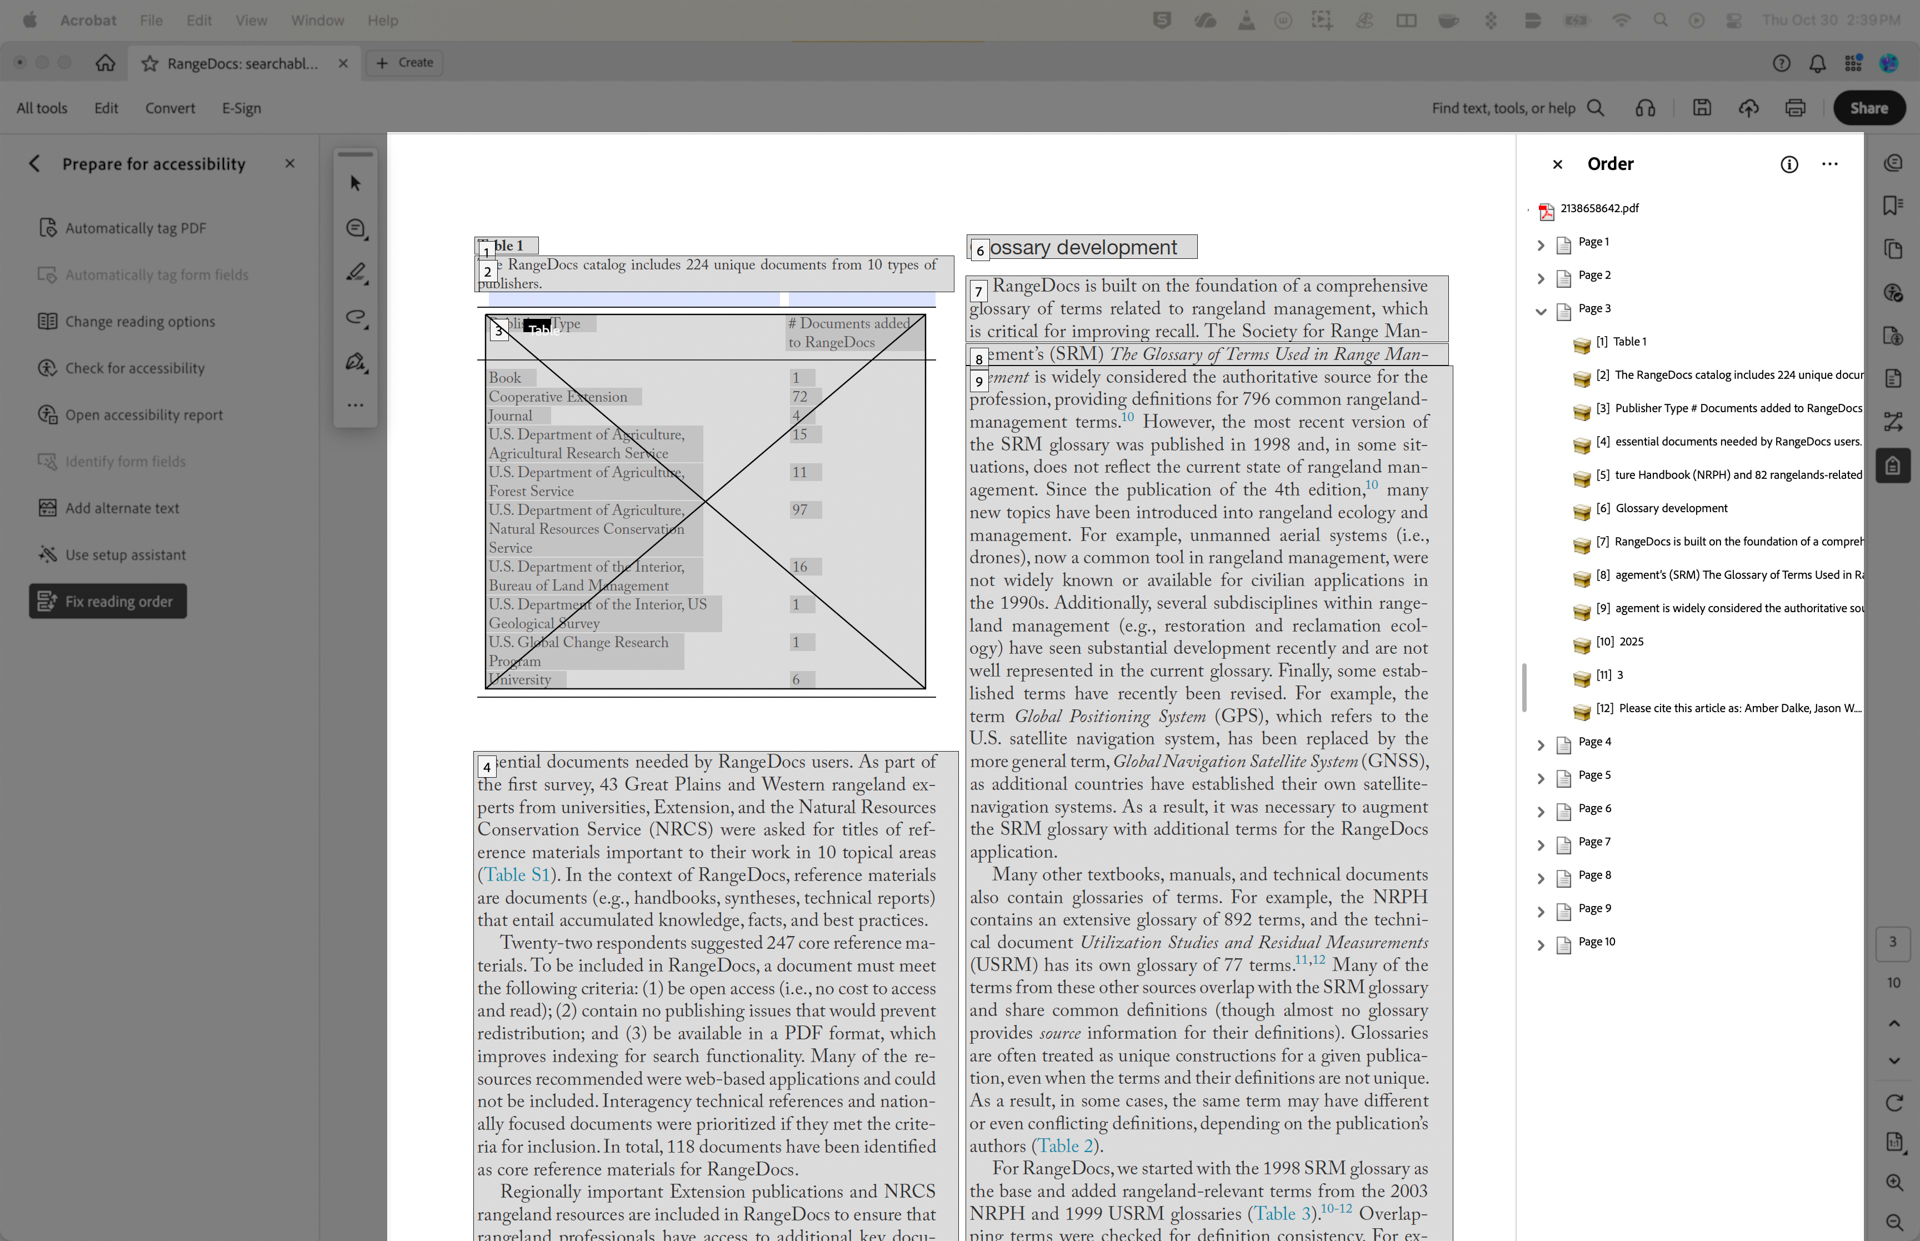 Acrobat File Edit View Window Help
Thu Oct 30 2:39 PM
RangeDocs: searchabl...
Create
All tools Edit Convert E-Sign
Find text, tools, or help
Share
Prepare for accessibility
Automatically tag PDF
Automatically tag form fields
Change reading options
Check for accessibility
Open accessibility report
Identify form fields
Add alternate text
Use setup assistant
Fix reading order
1 ble 1
2 RangeDocs catalog includes 224 unique documents from 10 types of
publishers.
3 Table Type
# Documents added
to RangeDocs
Book 1
Cooperative Extension 72
Journal 4
U.S. Department of Agriculture, 15
Agricultural Research Service
U.S. Department of Agriculture, 11
Forest Service
U.S. Department of Agriculture, 97
Natural Resources Conservation
Service
U.S. Department of the Interior, 16
Bureau of Land Management
U.S. Department of the Interior, US 1
Geological Survey
U.S. Global Change Research 1
Program
University 6
4 sential documents needed by RangeDocs users. As part of
the first survey, 43 Great Plains and Western rangeland ex-
perts from universities, Extension, and the Natural Resources
Conservation Service (NRCS) were asked for titles of ref-
erence materials important to their work in 10 topical areas
(Table S1). In the context of RangeDocs, reference materials
are documents (e.g., handbooks, syntheses, technical reports)
that entail accumulated knowledge, facts, and best practices.
Twenty-two respondents suggested 247 core reference ma-
terials. To be included in RangeDocs, a document must meet
the following criteria: (1) be open access (i.e., no cost to access
and read); (2) contain no publishing issues that would prevent
redistribution; and (3) be available in a PDF format, which
improves indexing for search functionality. Many of the re-
sources recommended were web-based applications and could
not be included. Interagency technical references and nation-
ally focused documents were prioritized if they met the crite-
ria for inclusion. In total, 118 documents have been identified
as core reference materials for RangeDocs.
Regionally important Extension publications and NRCS
rangeland resources are included in RangeDocs to ensure that
rangeland professionals have access to additional key docu-
6 ossary development
7 RangeDocs is built on the foundation of a comprehensive
glossary of terms related to rangeland management, which
is critical for improving recall. The Society for Range Man-
8 ement's (SRM) The Glossary of Terms Used in Range Man-
9 ement is widely considered the authoritative source for the
profession, providing definitions for 796 common rangeland-
management terms.10 However, the most recent version of
the SRM glossary was published in 1998 and, in some sit-
uations, does not reflect the current state of rangeland man-
agement. Since the publication of the 4th edition,10 many
new topics have been introduced into rangeland ecology and
management. For example, unmanned aerial systems (i.e.,
drones), now a common tool in rangeland management, were
not widely known or available for civilian applications in
the 1990s. Additionally, several subdisciplines within range-
land management (e.g., restoration and reclamation ecol-
ogy) have seen substantial development recently and are not
well represented in the current glossary. Finally, some estab-
lished terms have recently been revised. For example, the
term Global Positioning System (GPS), which refers to the
U.S. satellite navigation system, has been replaced by the
more general term, Global Navigation Satellite System (GNSS),
as additional countries have established their own satellite-
navigation systems. As a result, it was necessary to augment
the SRM glossary with additional terms for the RangeDocs
application.
Many other textbooks, manuals, and technical documents
also contain glossaries of terms. For example, the NRPH
contains an extensive glossary of 892 terms, and the techni-
cal document Utilization Studies and Residual Measurements
(USRM) has its own glossary of 77 terms.11,12 Many of the
terms from these other sources overlap with the SRM glossary
and share common definitions (though almost no glossary
provides source information for their definitions). Glossaries
are often treated as unique constructions for a given publica-
tion, even when the terms and their definitions are not unique.
As a result, in some cases, the same term may have different
or even conflicting definitions, depending on the publication's
authors (Table 2).
For RangeDocs, we started with the 1998 SRM glossary as
the base and added rangeland-relevant terms from the 2003
NRPH and 1999 USRM glossaries (Table 3).10-12 Overlap-
ping terms were checked for definition consistency. For ex-
Order
2138658642.pdf
Page 1
Page 2
Page 3
[1] Table 1
[2] The RangeDocs catalog includes 224 unique docur
[3] Publisher Type # Documents added to RangeDocs
[4] essential documents needed by RangeDocs users.
[5] ture Handbook (NRPH) and 82 rangelands-related
[6] Glossary development
[7] RangeDocs is built on the foundation of a compreh
[8] agement's (SRM) The Glossary of Terms Used in Ra
[9] agement is widely considered the authoritative sou
[10] 2025
[11] 3
[12] Please cite this article as: Amber Dalke, Jason W....
Page 4
Page 5
Page 6
Page 7
Page 8
Page 9
Page 10
3
10
1:1